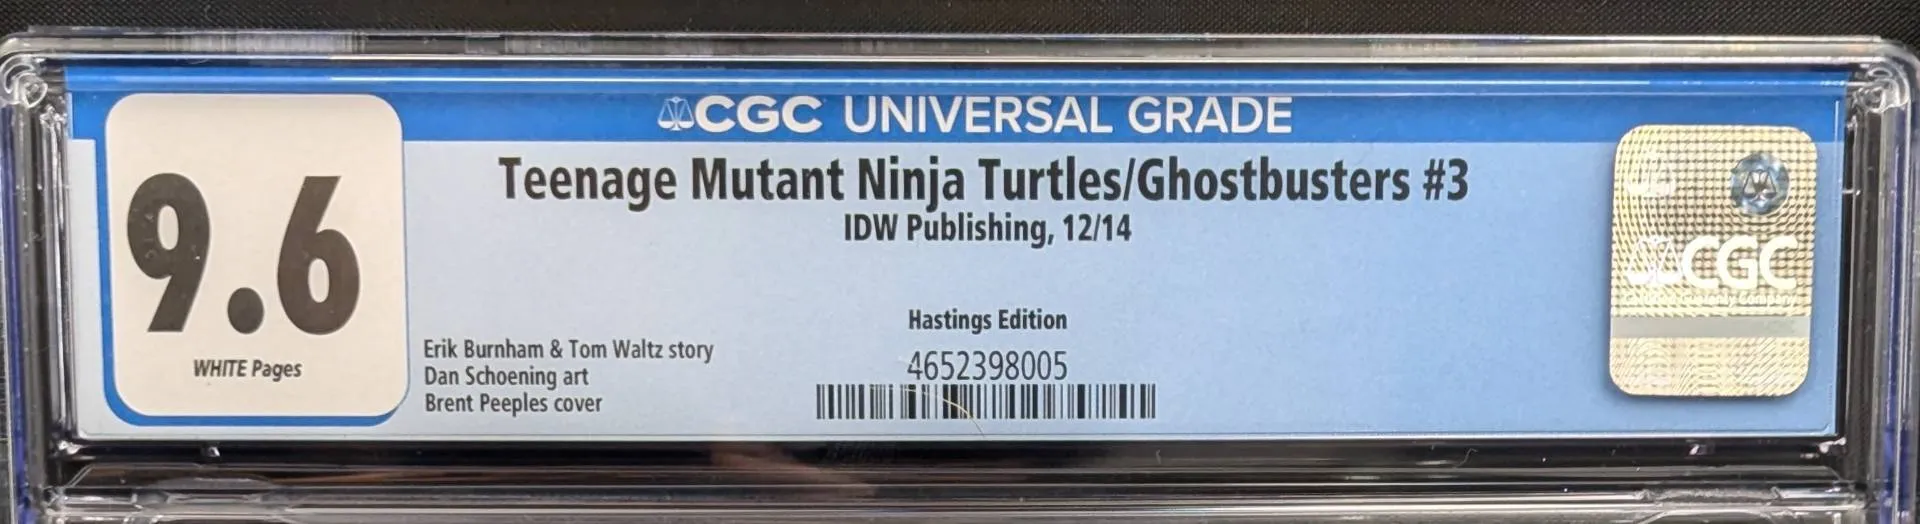 CGC UNIVERSAL GRADE
9.6
WHITE Pages
Teenage Mutant Ninja Turtles/Ghostbusters #3
IDW Publishing, 12/14
Hastings Edition
4652398005
Erik Burnham & Tom Waltz story
Dan Schoening art
Brent Peeples cover
CGC